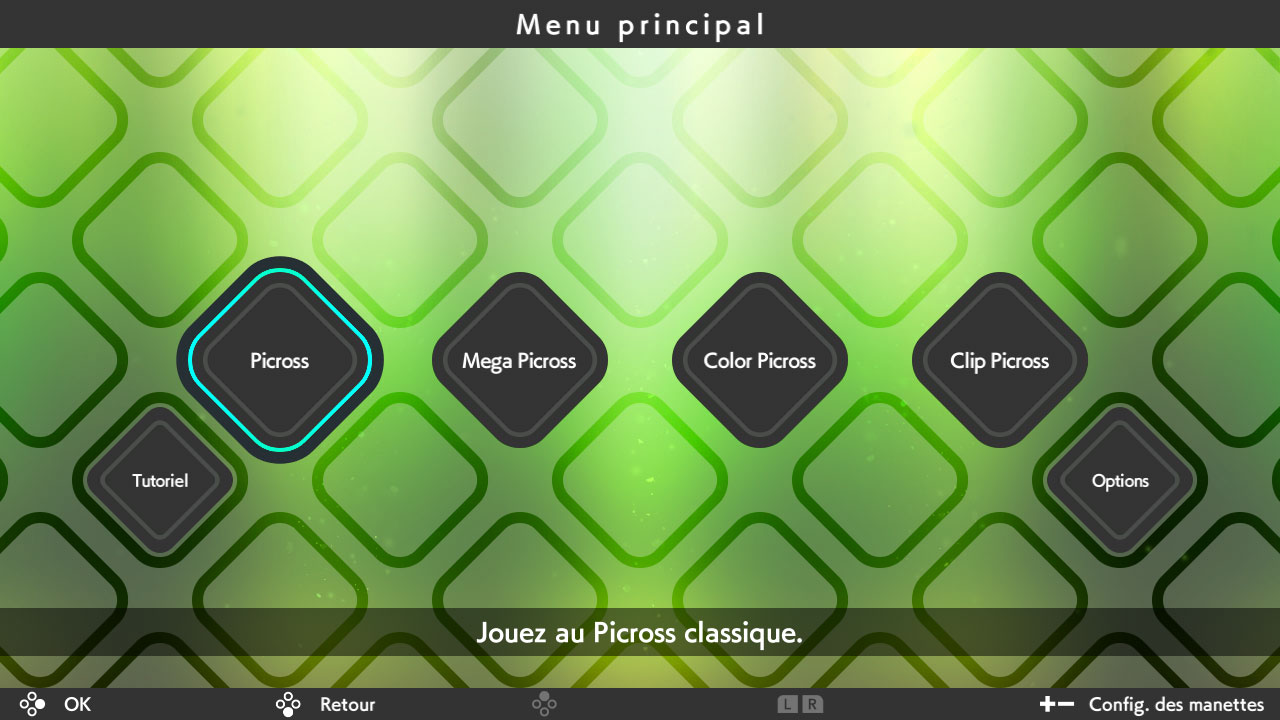 Menu principal
Picross
Mega Picross
Color Picross
Clip Picross
Tutoriel
Options
Jouez au Picross classique.
OK
Retour
L R
Config. des manettes